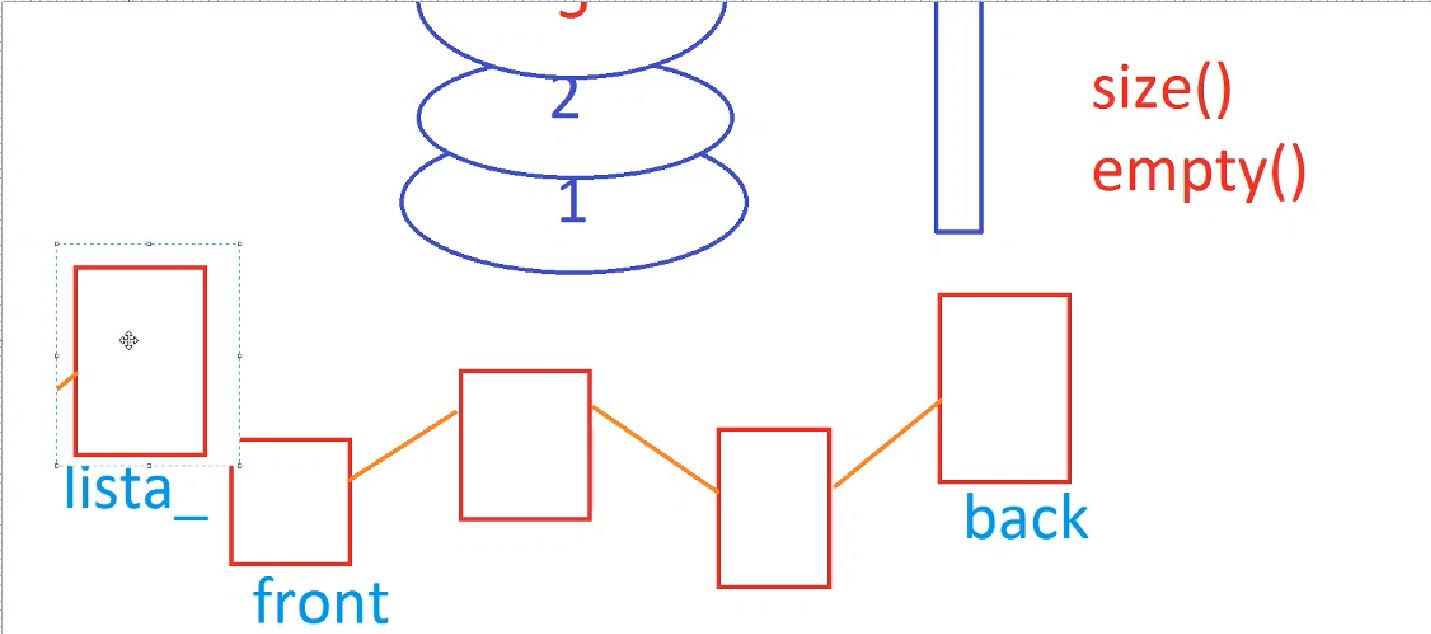 2
1
size()
empty()
lista_
front
back